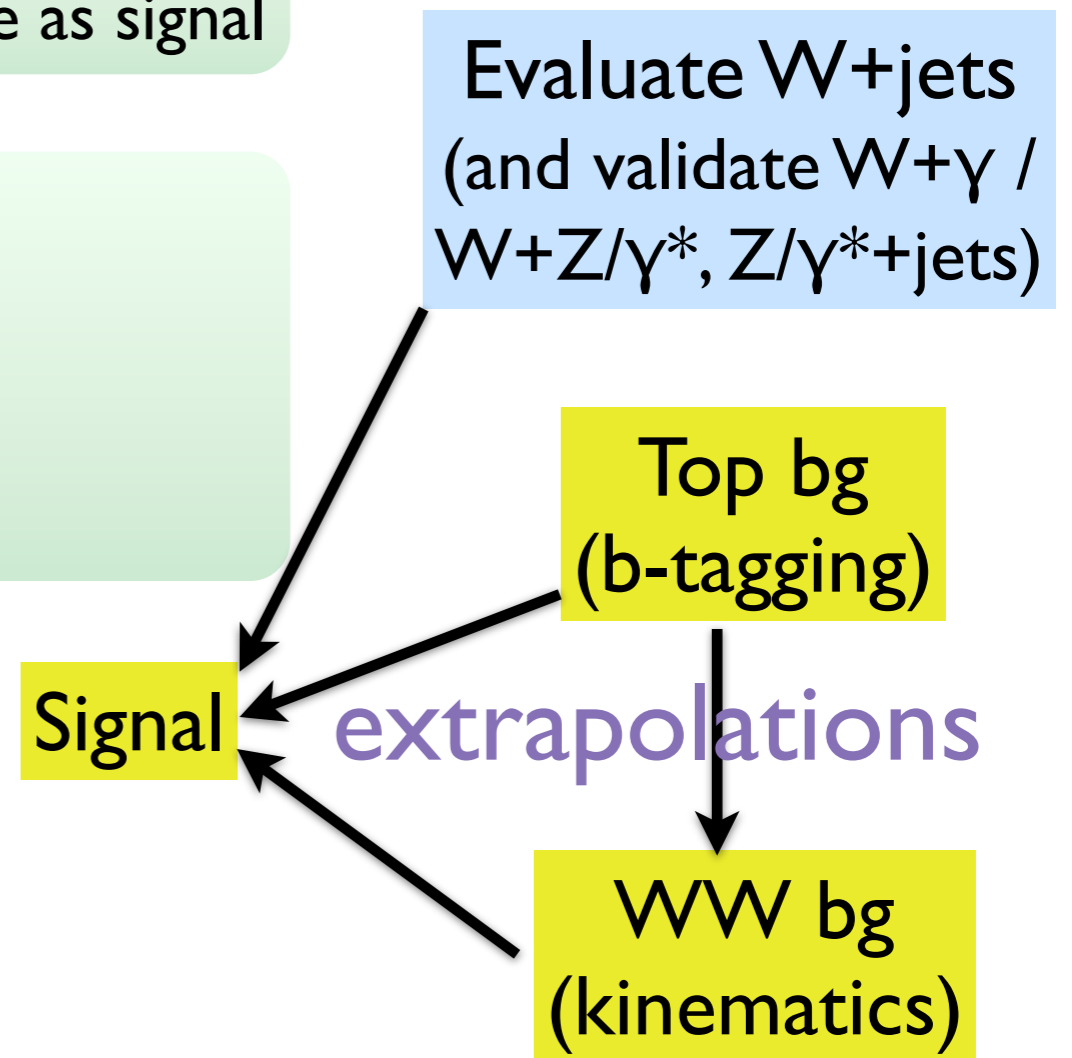 as signal
Evaluate W+jets
(and validate W+γ /
W+Z/γ*, Z/γ*+jets)
Top bg
(b-tagging)
Signal
extrapolations
WW bg
(kinematics)